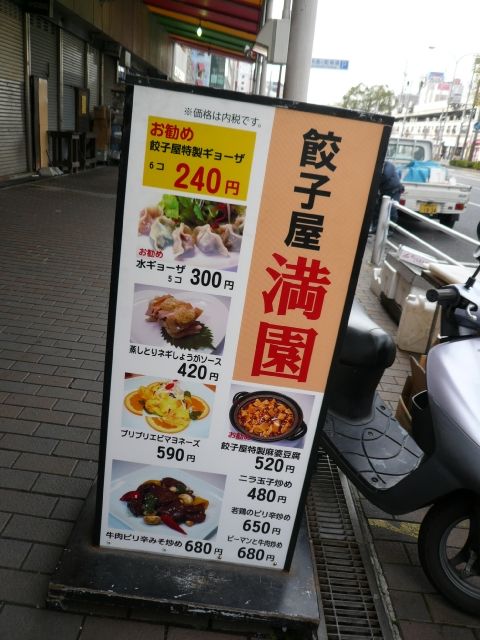 ※価格は内税です。
お勧め
餃子屋特製ギョーザ
6コ 240円
お勧め
水ギョーザ
5コ 300円
蒸しとりネギしょうがソース
420円
プリプリエビマヨネーズ
590円
牛肉ピリ辛みそ炒め 680円
餃子屋
満園
お勧め
餃子屋特製麻婆豆腐
520円
ニラ玉子炒め
480円
若鶏のピリ辛炒め
650円
ピーマンと牛肉炒め
680円